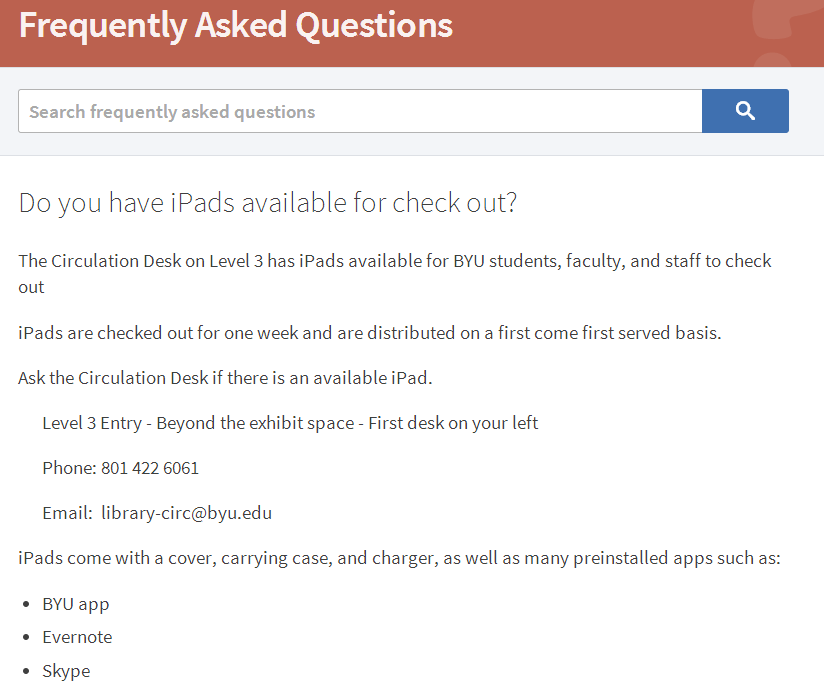 Frequently Asked Questions
Search frequently asked questions
Do you have iPads available for check out?
The Circulation Desk on Level 3 has iPads available for BYU students, faculty, and staff to check
out
iPads are checked out for one week and are distributed on a first come first served basis.
Ask the Circulation Desk if there is an available iPad.
Level 3 Entry - Beyond the exhibit space - First desk on your left
Phone: 801 422 6061
Email: library-circ@byu.edu
iPads come with a cover, carrying case, and charger, as well as many preinstalled apps such as:
• BYU app
• Evernote
• Skype